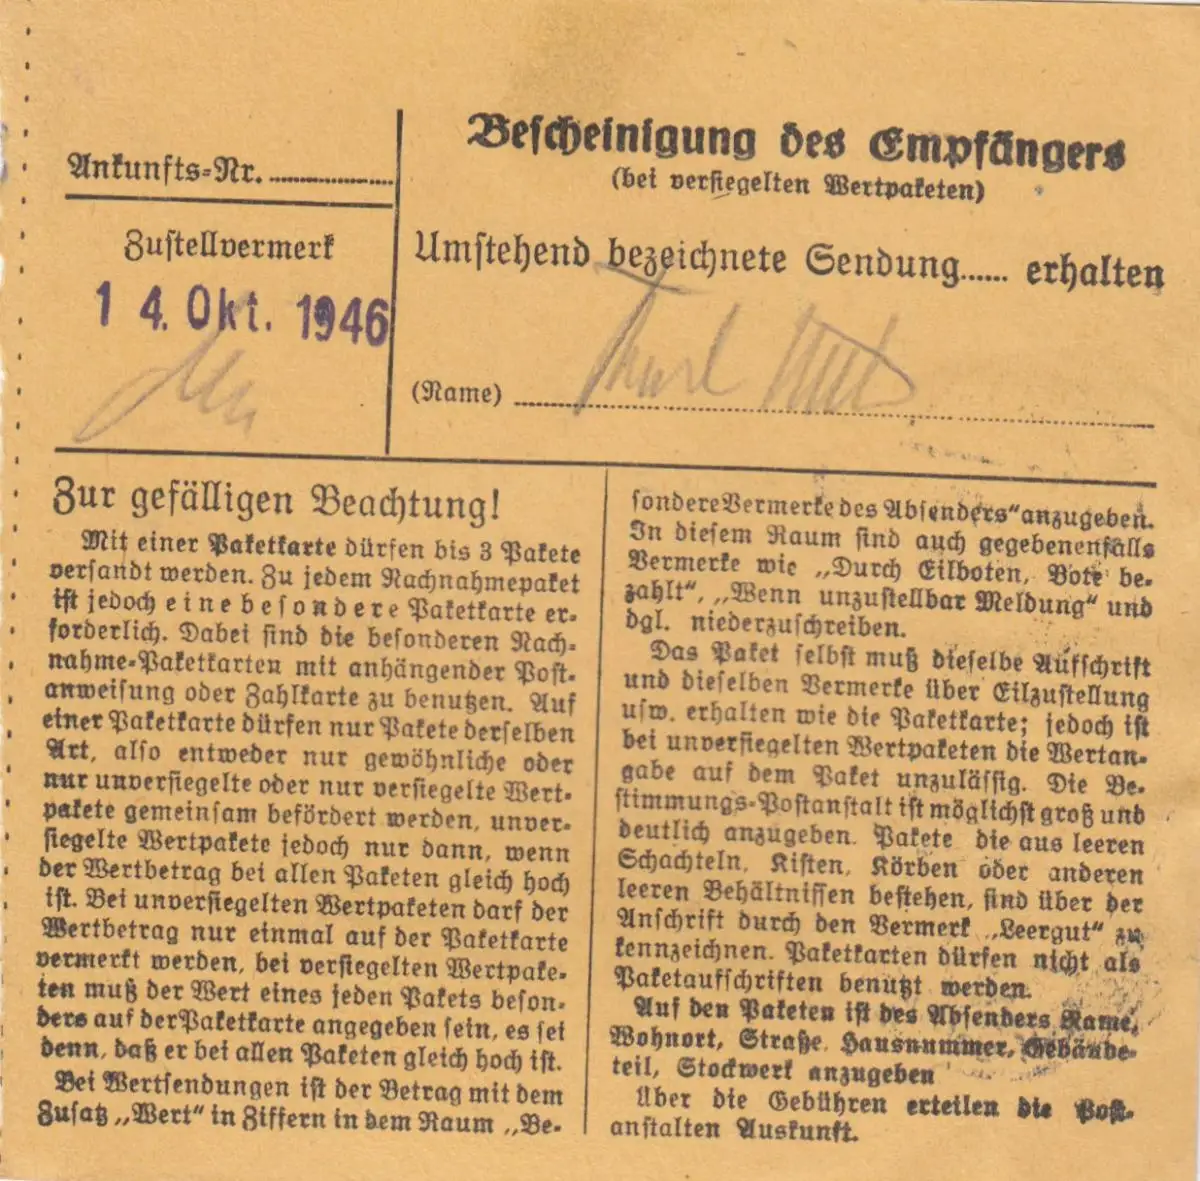 Bescheinigung des Empfängers
(bei versiegelten Wertpaketen)
Ankunfts-Nr. ............
Zustellvermerk
14. Okt. 1946
Umstehend bezeichnete Sendung...... erhalten
(Name)
Zur gefälligen Beachtung!
Mit einer Paketkarte dürfen bis 3 Pakete
versandt werden. Zu jedem Nachnahmepaket
ist jedoch eine besondere Paketkarte er-
forderlich. Dabei sind die besonderen Nach-
nahme-Paketkarten mit anhängender Post-
anweisung oder Zahlkarte zu benutzen. Auf
einer Paketkarte dürfen nur Pakete derselben
Art, also entweder nur gewöhnliche oder
nur unversiegelte oder nur versiegelte Wert-
pakete gemeinsam befördert werden, unver-
siegelte Wertpakete jedoch nur dann, wenn
der Wertbetrag bei allen Paketen gleich hoch
ist. Bei unversiegelten Wertpaketen darf der
Wertbetrag nur einmal auf der Paketkarte
vermerkt werden, bei versiegelten Wertpake-
ten muß der Wert eines jeden Pakets beson-
ders auf der Paketkarte angegeben sein, es sei
denn, daß er bei allen Paketen gleich hoch ist.
Bei Wertsendungen ist der Betrag mit dem
Zusatz „Wert" in Ziffern in dem Raum „Be-
sondere Vermerke des Absenders" anzugeben.
In diesem Raum sind auch gegebenenfalls
Vermerke wie „Durch Eilboten, Bote be-
zahlt", „Wenn unzustellbar Meldung" und
dgl. niederzuschreiben.
Das Paket selbst muß dieselbe Aufschrift
und dieselben Vermerke über Eilzustellung
usw. erhalten wie die Paketkarte; jedoch ist
bei unversiegelten Wertpaketen die Wertan-
gabe auf dem Paket unzulässig. Die Be-
stimmungs-Postanstalt ist möglichst groß und
deutlich anzugeben. Pakete die aus leeren
Schachteln, Kisten, Körben oder anderen
leeren Behältnissen bestehen, sind über der
Anschrift durch den Vermerk „Leergut" zu
kennzeichnen. Paketkarten dürfen nicht als
Paketaufschriften benutzt werden.
Auf den Paketen ist des Absenders Name,
Wohnort, Straße, Hausnummer, Gebäude-
teil, Stockwerk anzugeben
Über die Gebühren erteilen die Post-
anstalten Auskunft.